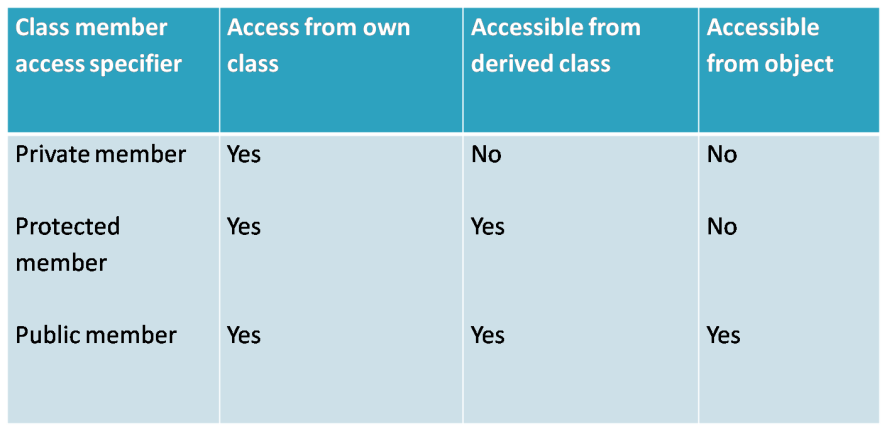 Class member access specifier Access from own class Accessible from derived class Accessible from object
Private member Yes No No
Protected member Yes Yes No
Public member Yes Yes Yes